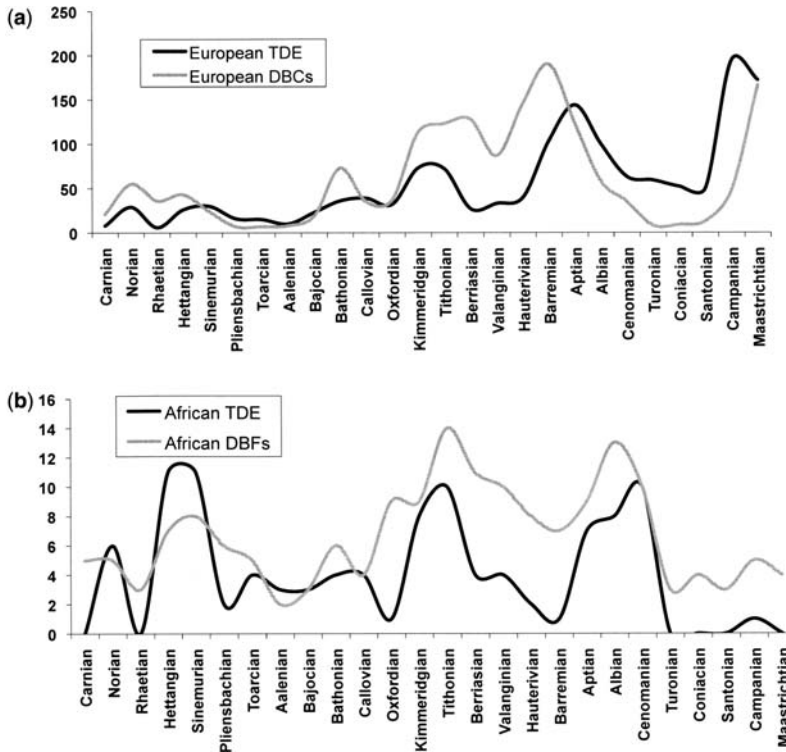 (a)
250
200
150
100
50
0
European TDE
European DBCs
Carnian
Norian
Rhaetian
Hettangian
Sinemurian
Pliensbachian
Toarcian
Aalenian
Bajocian
Bathonian
Callovian
Oxfordian
Kimmeridgian
Tithonian
Berriasian
Valanginian
Hauterivian
Barremian
Aptian
Albian
Cenomanian
Turonian
Coniacian
Santonian
Campanian
Maastrichtian
(b)
16
14
12
10
8
6
4
2
0
African TDE
African DBFs
Carnian
Norian
Rhaetian
Hettangian
Sinemurian
Pliensbachian
Toarcian
Aalenian
Bajocian
Bathonian
Callovian
Oxfordian
Kimmeridgian
Tithonian
Berriasian
Valanginian
Hauterivian
Barremian
Aptian
Albian
Cenomanian
Turonian
Coniacian
Santonian
Campanian
Maastrichtian